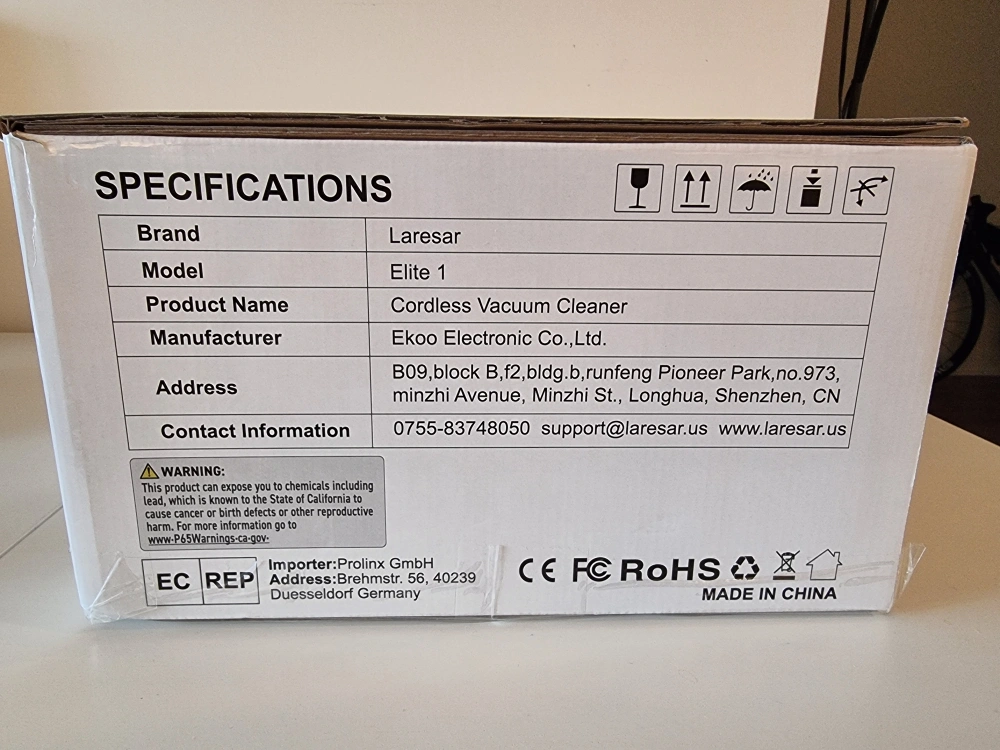 SPECIFICATIONS
Brand Laresar
Model Elite 1
Product Name Cordless Vacuum Cleaner
Manufacturer Ekoo Electronic Co.,Ltd.
Address B09,block B,f2,bldg.b,runfeng Pioneer Park,no.973,
minzhi Avenue, Minzhi St., Longhua, Shenzhen, CN
Contact Information 0755-83748050 support@laresar.us www.laresar.us
WARNING:
This product can expose you to chemicals including
lead, which is known to the State of California to
cause cancer or birth defects or other reproductive
harm. For more information go to
www-P65Warnings-ca-gov-
EC REP
Importer:Prolinx GmbH
Address:Brehmstr. 56, 40239
Duesseldorf Germany
CE FC RoHS
MADE IN CHINA